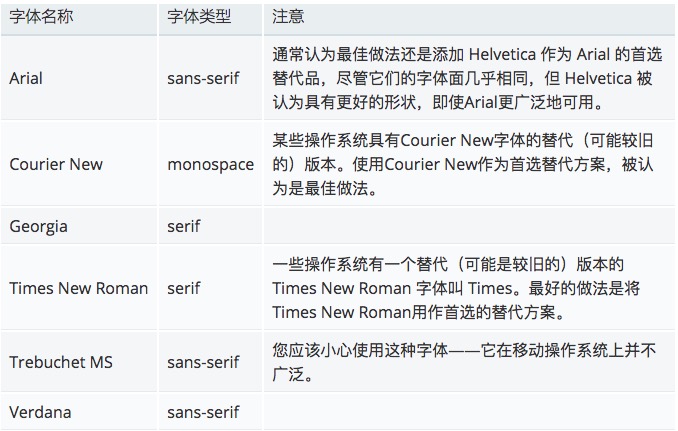 字体名称 字体类型 注意
通常认为最佳做法还是添加 Helvetica 作为 Arial 的首选
Arial sans-serif 替代品，尽管它们的字体面几乎相同，但 Helvetica 被
认为具有更好的形状，即使Arial更广泛地可用。
某些操作系统具有Courier New字体的替代（可能较旧
Courier New monospace 的）版本。使用Courier New作为首选替代方案，被认
为是最佳做法。
Georgia serif
一些操作系统有一个替代（可能是较旧的）版本的
Times New Roman serif Times New Roman 字体叫 Times。最好的做法是将
Times New Roman用作首选的替代方案。
Trebuchet MS sans-serif 您应该小心使用这种字体——它在移动操作系统上并不
广泛。
Verdana sans-serif